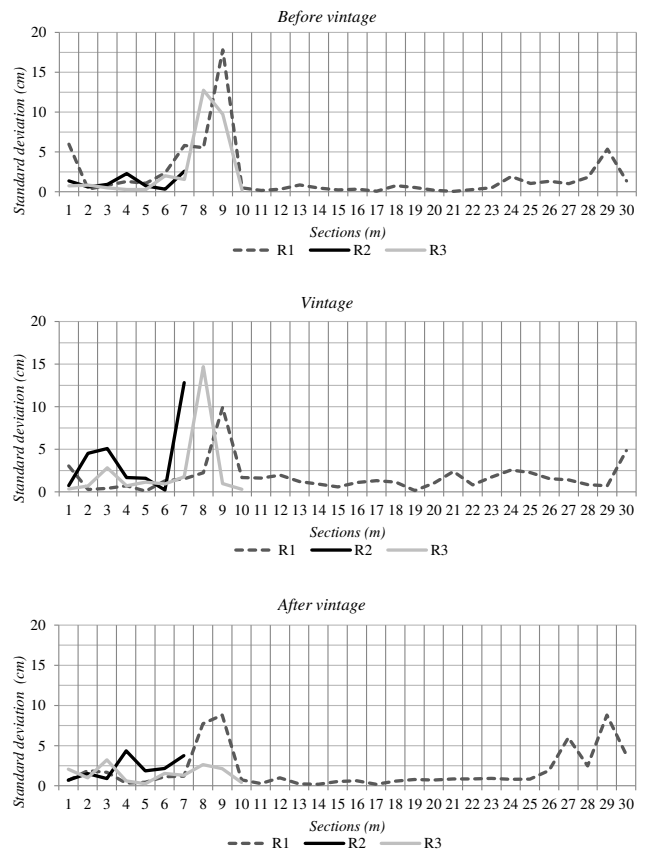 Before vintage
20
15
10
5
0
Standard deviation (cm)
1 2 3 4 5 6 7 8 9 10 11 12 13 14 15 16 17 18 19 20 21 22 23 24 25 26 27 28 29 30
Sections (m)
R1 R2 R3
Vintage
20
15
10
5
0
Standard deviation (cm)
1 2 3 4 5 6 7 8 9 10 11 12 13 14 15 16 17 18 19 20 21 22 23 24 25 26 27 28 29 30
Sections (m)
R1 R2 R3
After vintage
20
15
10
5
0
Standard deviation (cm)
1 2 3 4 5 6 7 8 9 10 11 12 13 14 15 16 17 18 19 20 21 22 23 24 25 26 27 28 29 30
Sections (m)
R1 R2 R3